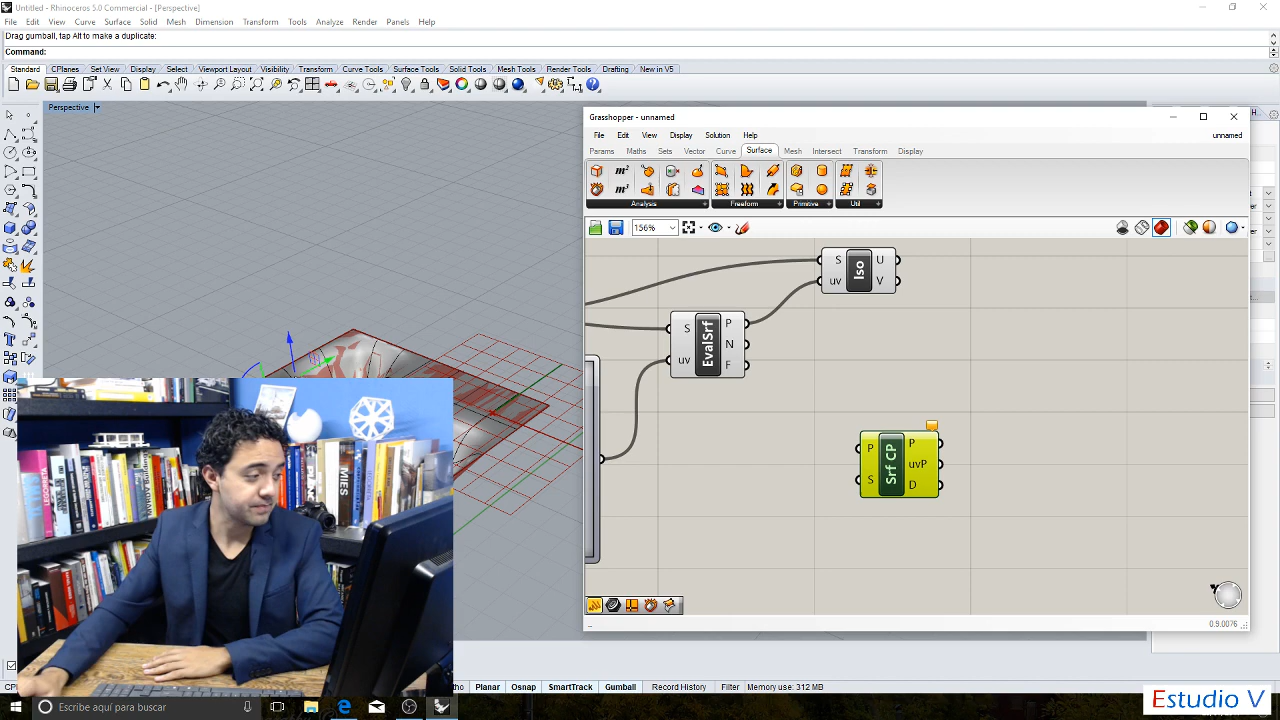 Untitled - Rhinoceros 5.0 Commercial - [Perspective]
File Edit View Curve Surface Solid Mesh Dimension Transform Tools Analyze Render Panels Help
Drag gumball, tap Alt to make a duplicate:
Command:
Standard CPlanes Set View Display Select Viewport Layout Visibility Transform Curve Tools Surface Tools Solid Tools Mesh Tools Render Tools Drafting New in V5
Perspective
Grasshopper - unnamed
File Edit View Display Solution Help unnamed
Params Maths Sets Vector Curve Surface Mesh Intersect Transform Display
m²
m³
Analysis Freeform Primitive Util
156%
S Iso U
uv V
S EvalSrf P
N
uv F
P Srf CP P
uvP
S D
MIES
0.9.0076
Planar Osnap SmartTrack Gumball Record History Filter Memory use: 312 MB
Escribe aquí para buscar
Estudio V